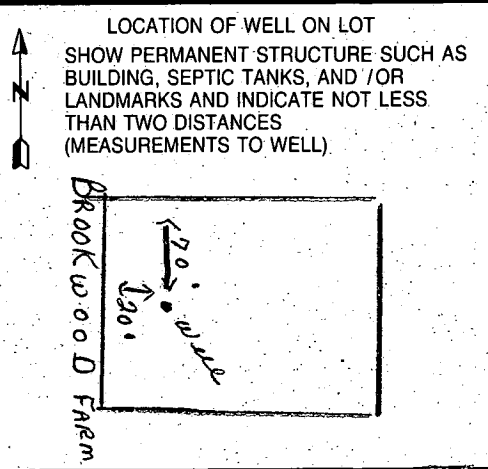 LOCATION OF WELL ON LOT
SHOW PERMANENT STRUCTURE SUCH AS
BUILDING, SEPTIC TANKS, AND /OR
LANDMARKS AND INDICATE NOT LESS
THAN TWO DISTANCES
(MEASUREMENTS TO WELL)
N
BROOKWOOD FARM
70'
20'
well